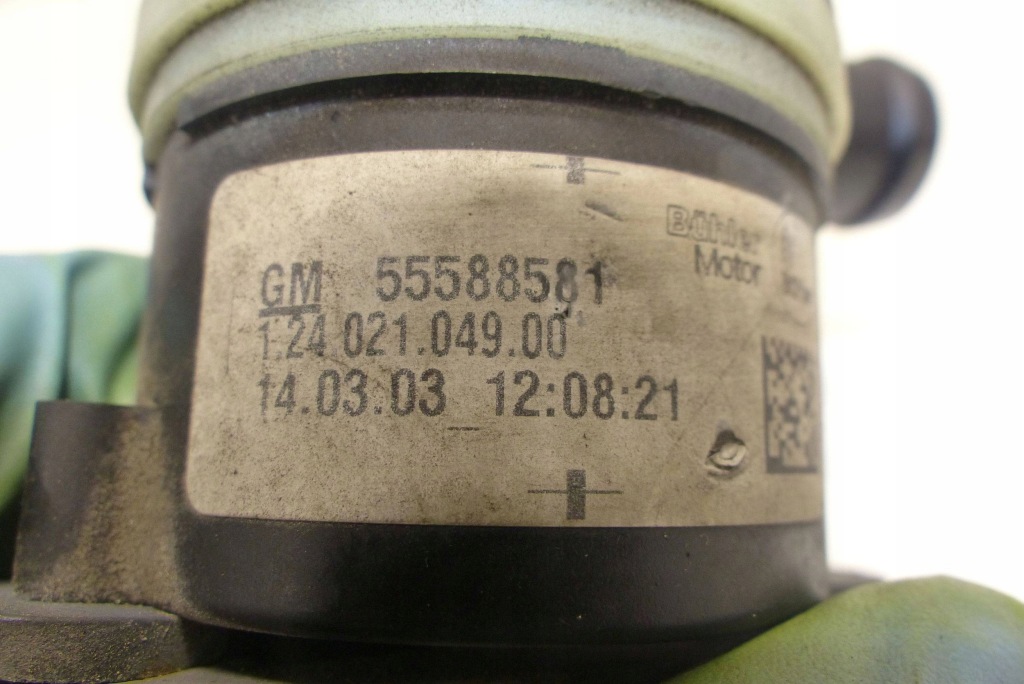 GM 55588581
1.24 021.049.00
14.03.03 12:08:21
Bühler
Motor